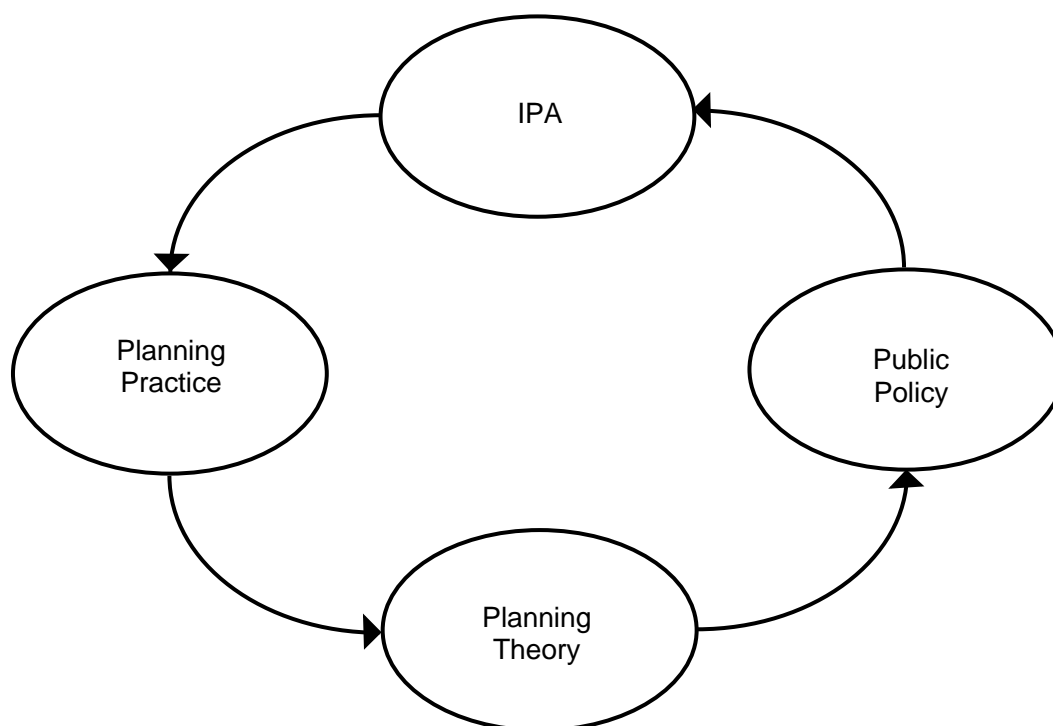 IPA
Planning
Practice
Public
Policy
Planning
Theory